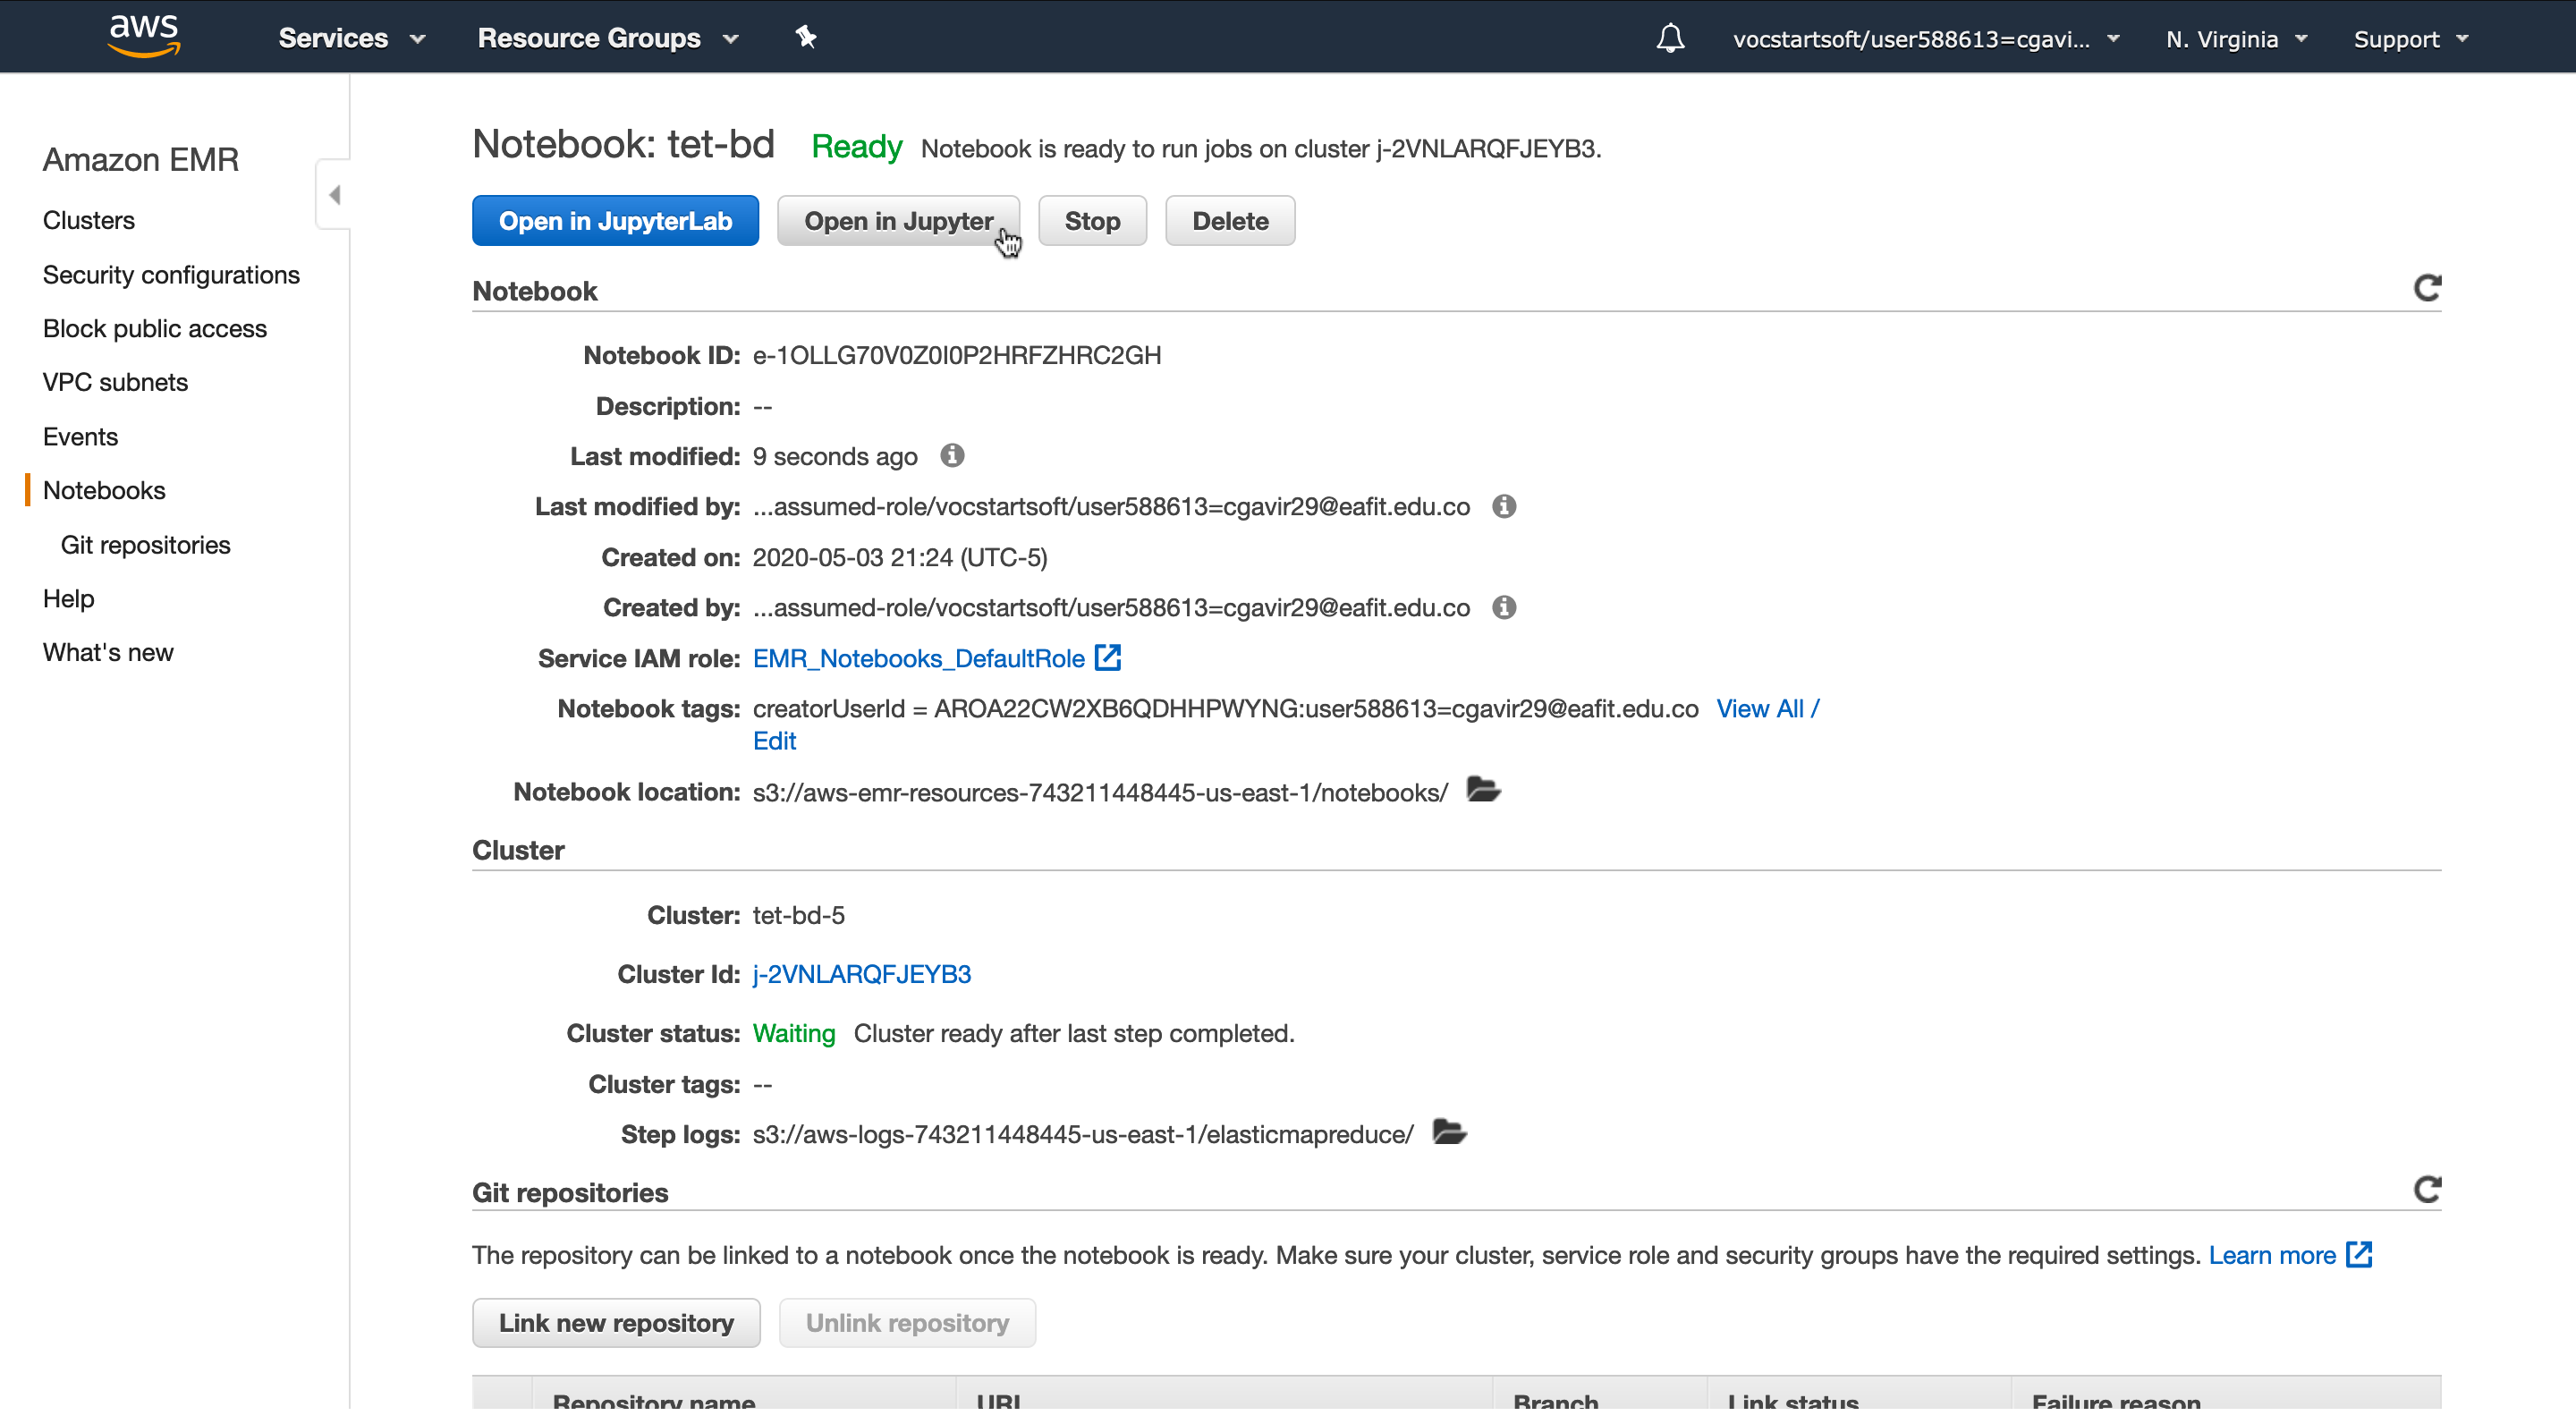 aws Services Resource Groups vocstartsoft/user588613=cgavi... N. Virginia Support
Amazon EMR
Clusters
Security configurations
Block public access
VPC subnets
Events
Notebooks
Git repositories
Help
What's new
Notebook: tet-bd Ready Notebook is ready to run jobs on cluster j-2VNLARQFJEYB3.
Open in JupyterLab Open in Jupyter Stop Delete
Notebook
Notebook ID: e-1OLLG70V0Z0I0P2HRFZHRC2GH
Description: --
Last modified: 9 seconds ago
Last modified by: ...assumed-role/vocstartsoft/user588613=cgavir29@eafit.edu.co
Created on: 2020-05-03 21:24 (UTC-5)
Created by: ...assumed-role/vocstartsoft/user588613=cgavir29@eafit.edu.co
Service IAM role: EMR_Notebooks_DefaultRole
Notebook tags: creatorUserId = AROA22CW2XB6QDHHPWYNG:user588613=cgavir29@eafit.edu.co View All /
Edit
Notebook location: s3://aws-emr-resources-743211448445-us-east-1/notebooks/
Cluster
Cluster: tet-bd-5
Cluster Id: j-2VNLARQFJEYB3
Cluster status: Waiting Cluster ready after last step completed.
Cluster tags: --
Step logs: s3://aws-logs-743211448445-us-east-1/elasticmapreduce/
Git repositories
The repository can be linked to a notebook once the notebook is ready. Make sure your cluster, service role and security groups have the required settings. Learn more
Link new repository Unlink repository
Repository name URL Branch Link status Failure reason